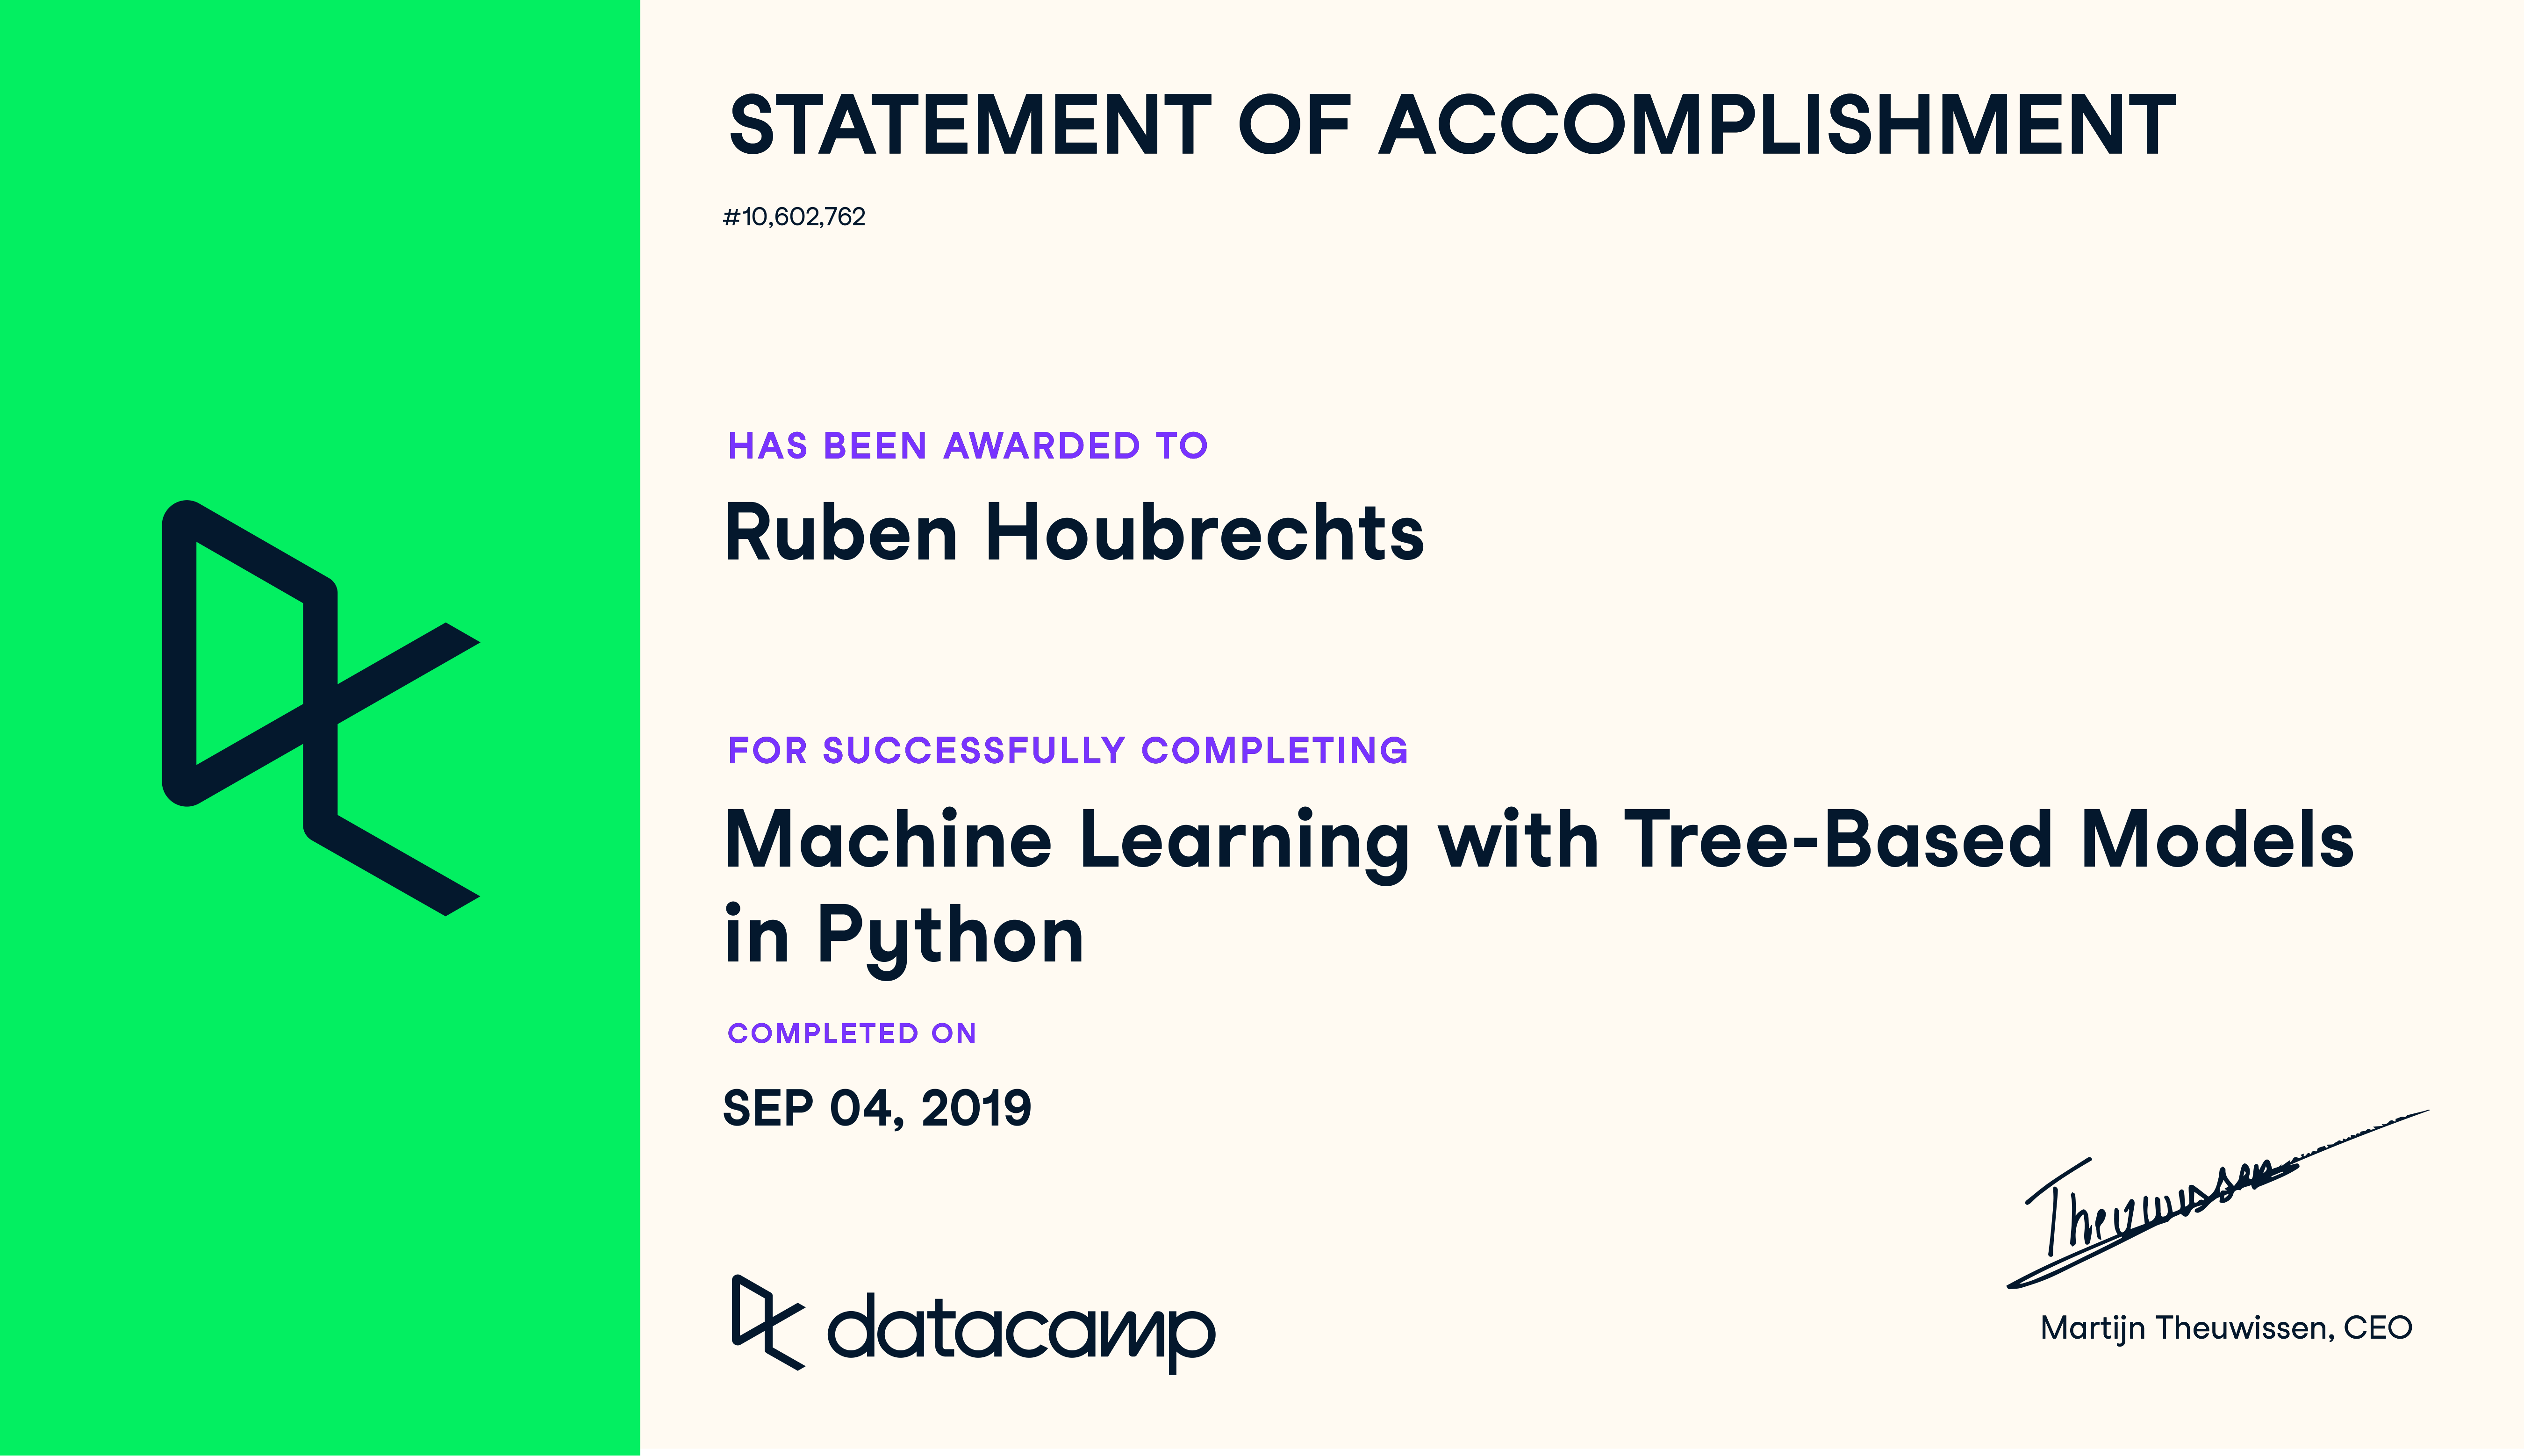 STATEMENT OF ACCOMPLISHMENT
#10,602,762
HAS BEEN AWARDED TO
Ruben Houbrechts
FOR SUCCESSFULLY COMPLETING
Machine Learning with Tree-Based Models
in Python
COMPLETED ON
SEP 04, 2019
Theuwissen
datacamp
Martijn Theuwissen, CEO